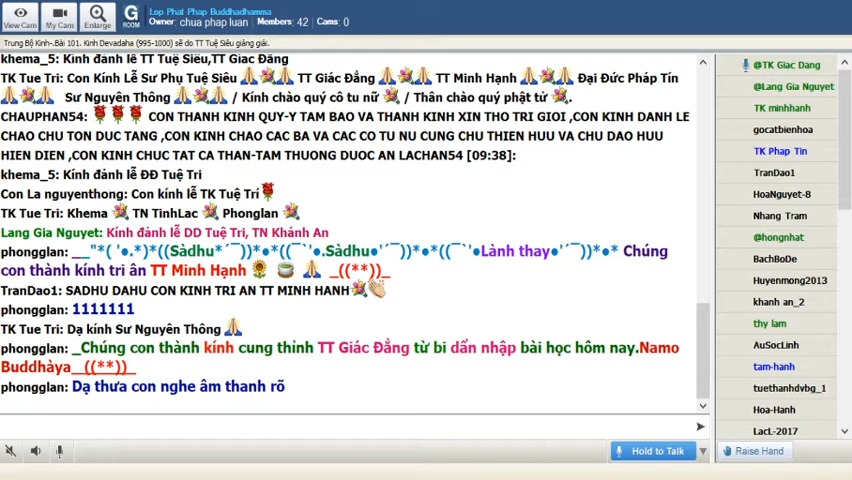 View Cam
My Cam
Enlarge
G
ROOM
Lop Phat Phap Buddhadhamma
Owner: chua phap luan Members: 42 Cams: 0
Trung Bộ Kinh-.Bài 101. Kinh Devadaha (995-1000) sẽ do TT Tuệ Siêu giảng giải.
khema_5: Kính đảnh lễ TT Tuệ Siêu,TT Giac Đăng
TK Tue Tri: Con Kính Lễ Sư Phụ Tuệ Siêu TT Giác Đẳng TT Minh Hạnh Đại Đức Pháp Tín
Sư Nguyên Thông / Kính chào quý cô tu nữ / Thân chào quý phật tử .
CHAUPHAN54: CON THANH KINH QUY-Y TAM BAO VA THANH KINH XIN THO TRI GIOI ,CON KINH DANH LE
CHAO CHU TON DUC TANG ,CON KINH CHAO CAC BA VA CAC CO TU NU CUNG CHU THIEN HUU VA CHU DAO HUU
HIEN DIEN ,CON KINH CHUC TAT CA THAN-TAM THUONG DUOC AN LACHAN54 [09:38]:
khema_5: Kính đảnh lễ ĐĐ Tuệ Tri
Con La nguyenthong: Con kính lễ TK Tuệ Trí
TK Tue Tri: Khema TN TinhLac Phonglan
Lang Gia Nguyet: Kính đảnh lễ DD Tuệ Tri, TN Khánh An
phongglan: __"*( '•.*)*((Sàdhu*´¯`))*•*((¯`'•.Sàdhu•'´¯))*•*((¯`'•Lành thay•'´¯))*•* Chúng
con thành kính tri ân TT Minh Hạnh _((**))_
TranDao1: SADHU DAHU CON KINH TRI AN TT MINH HANH
phongglan: 1111111
TK Tue Tri: Dạ kính Sư Nguyên Thông
phongglan: _Chúng con thành kính cung thỉnh TT Giác Đẳng từ bi dẩn nhập bài học hôm nay.Namo
Buddhàya_((**))_
phongglan: Dạ thưa con nghe âm thanh rõ
Hold to Talk
@TK Giac Dang
@Lang Gia Nguyet
TK minhhanh
gocatbienhoa
TK Phap Tin
TranDao1
HoaNguyet-8
Nhang Tram
@hongnhat
BachBoDe
Huyenmong2013
khanh an_2
thy lam
AuSocLinh
tam-hanh
tuethanhdvbg_1
Hoa-Hanh
LacL-2017
Raise Hand